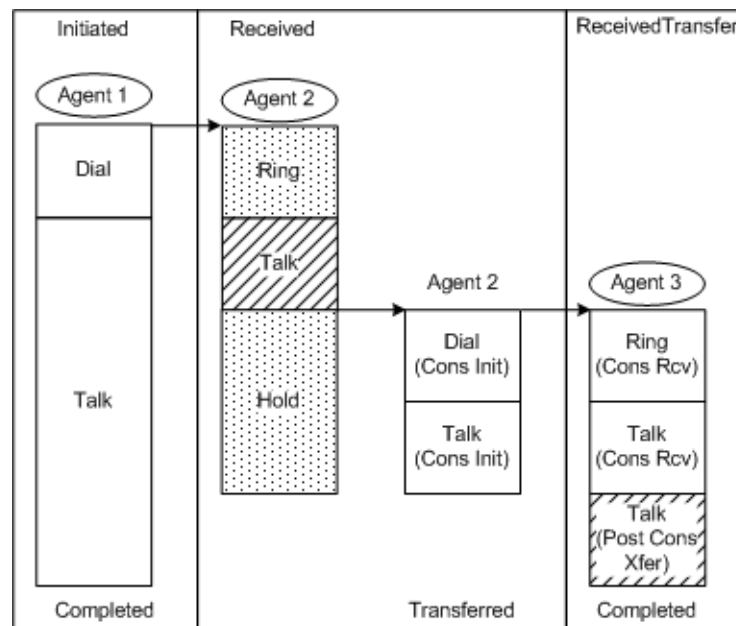 Initiated
Received
ReceivedTransfer
Agent 1
Agent 2
Dial
Ring
Talk
Agent 2
Agent 3
Talk
Hold
Dial
(Cons Init)
Ring
(Cons Rcv)
Talk
(Cons Init)
Talk
(Cons Rcv)
Talk
(Post Cons
Xfer)
Completed
Transferred
Completed